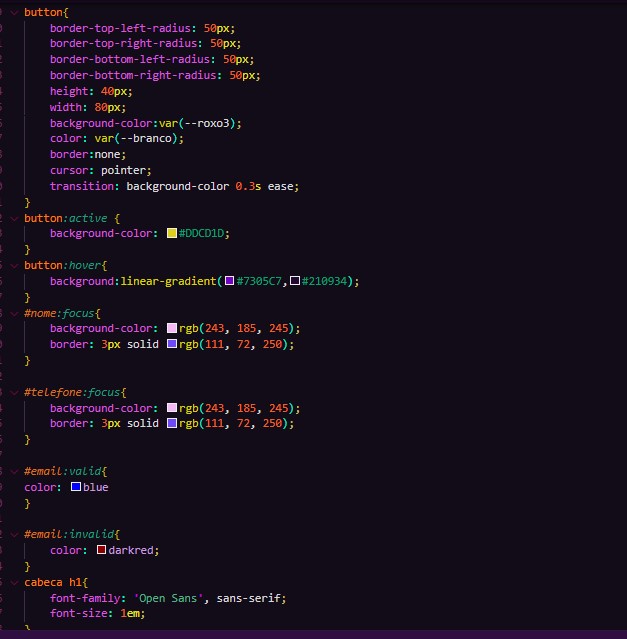 button{
border-top-left-radius: 50px;
border-top-right-radius: 50px;
border-bottom-left-radius: 50px;
border-bottom-right-radius: 50px;
height: 40px;
width: 80px;
background-color:var(--roxo3);
color: var(--branco);
border:none;
cursor: pointer;
transition: background-color 0.3s ease;
}
button:active {
background-color: #DDCD1D;
}
button:hover{
background:linear-gradient(#7305C7,#210934);
}
#nome:focus{
background-color: rgb(243, 185, 245);
border: 3px solid rgb(111, 72, 250);
}
#telefone:focus{
background-color: rgb(243, 185, 245);
border: 3px solid rgb(111, 72, 250);
}
#email:valid{
color: blue
}
#email:invalid{
color: darkred;
}
cabeca h1{
font-family: 'Open Sans', sans-serif;
font-size: 1em;
}